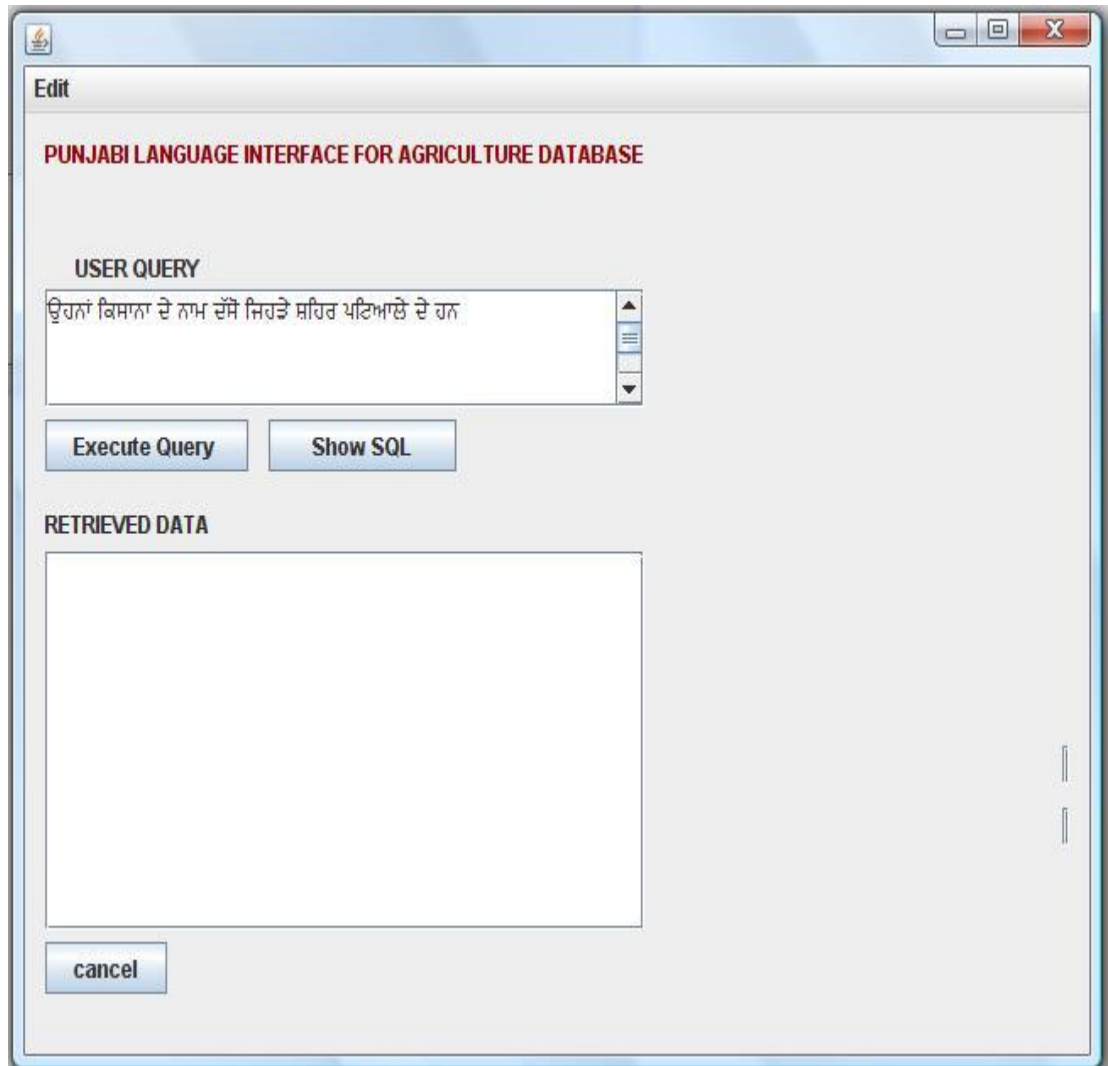 Edit
PUNJABI LANGUAGE INTERFACE FOR AGRICULTURE DATABASE
USER QUERY
ਉਹਨਾਂ ਕਿਸਾਨਾ ਦੇ ਨਾਮ ਦੱਸੋ ਜਿਹੜੇ ਸ਼ਹਿਰ ਪਟਿਆਲੇ ਦੇ ਹਨ
Execute Query Show SQL
RETRIEVED DATA
cancel